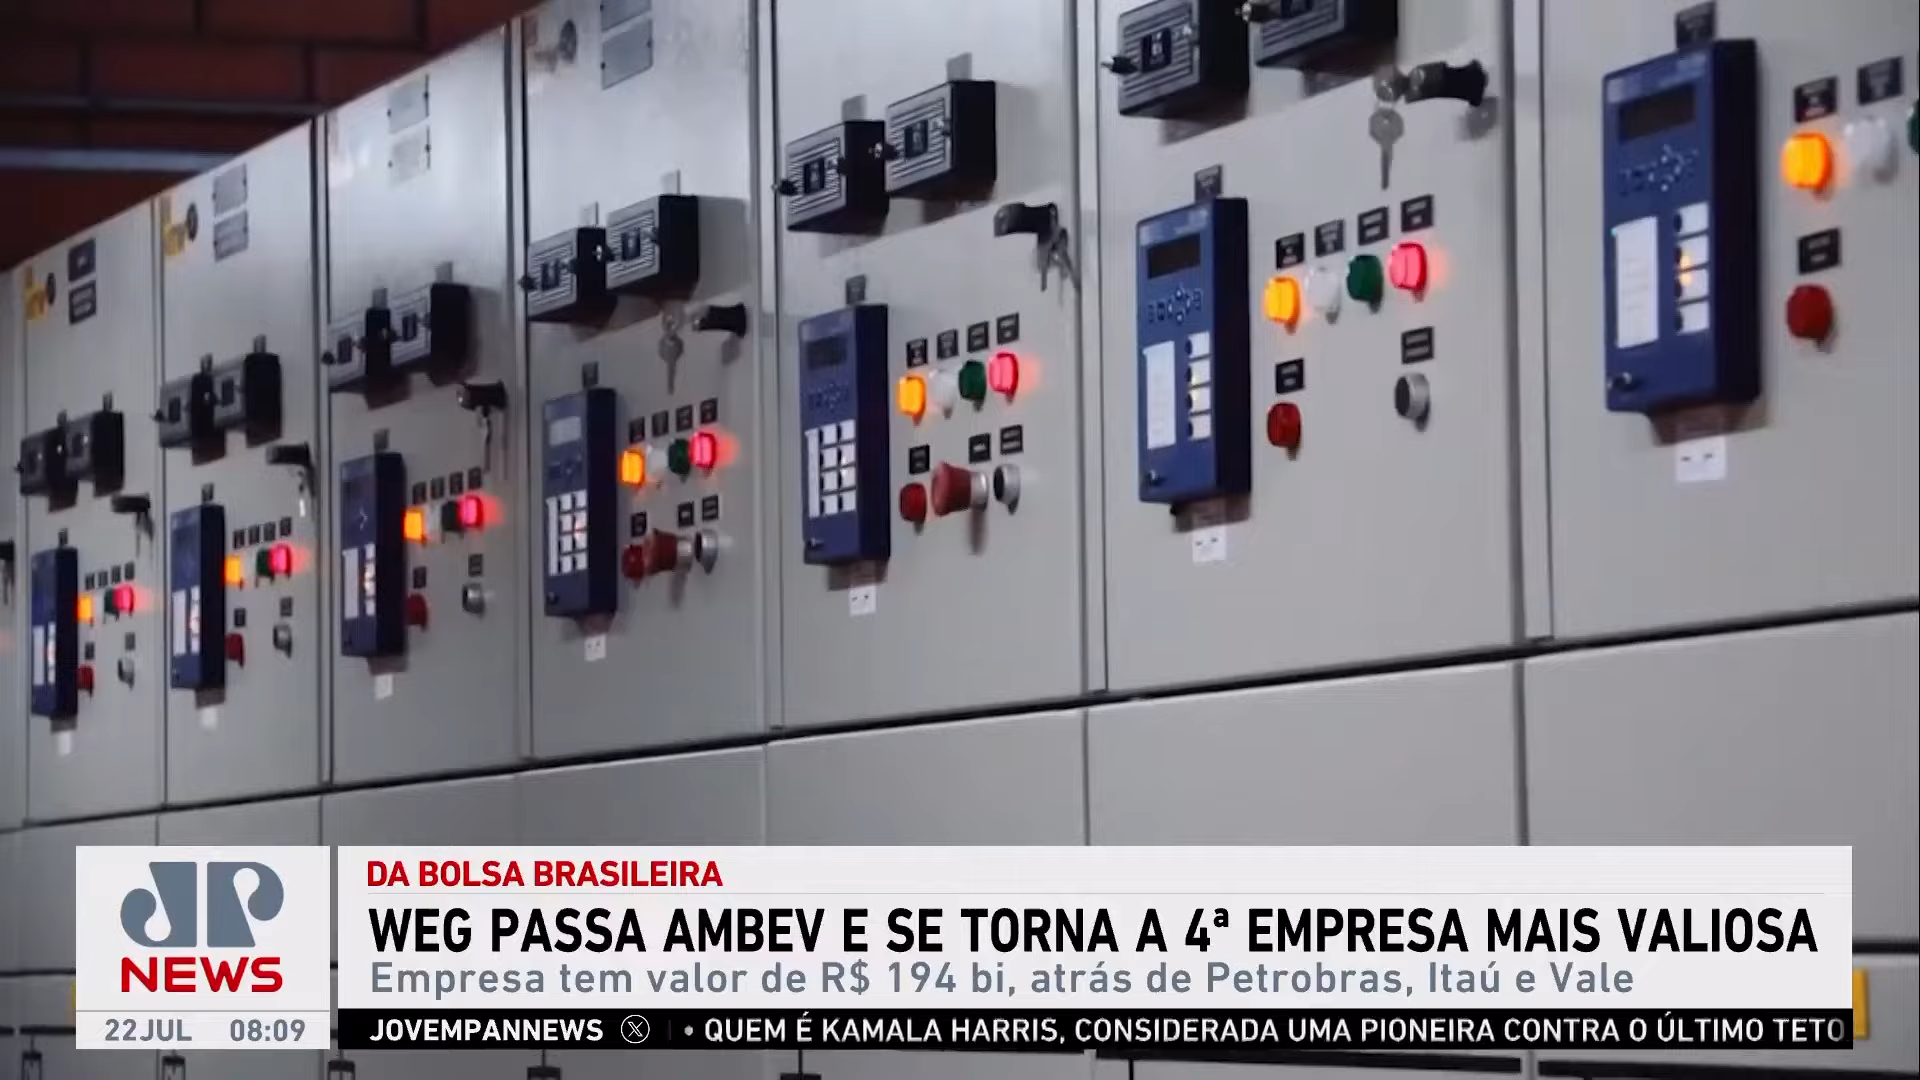 DA BOLSA BRASILEIRA
WEG PASSA AMBEV E SE TORNA A 4ª EMPRESA MAIS VALIOSA
Empresa tem valor de R$ 194 bi, atrás de Petrobras, Itaú e Vale
JP
NEWS
22JUL 08:09
JOVEMPANNEWS X • QUEM É KAMALA HARRIS, CONSIDERADA UMA PIONEIRA CONTRA O ÚLTIMO TETO